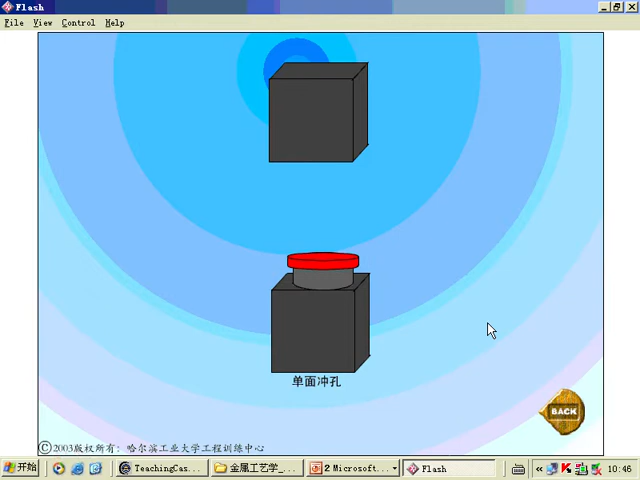 Flash
File View Control Help
单面冲孔
BACK
©2003版权所有：哈尔滨工业大学工程训练中心
开始 TeachingCas... 金属工艺学_... 2 Microsoft... Flash « 10:46